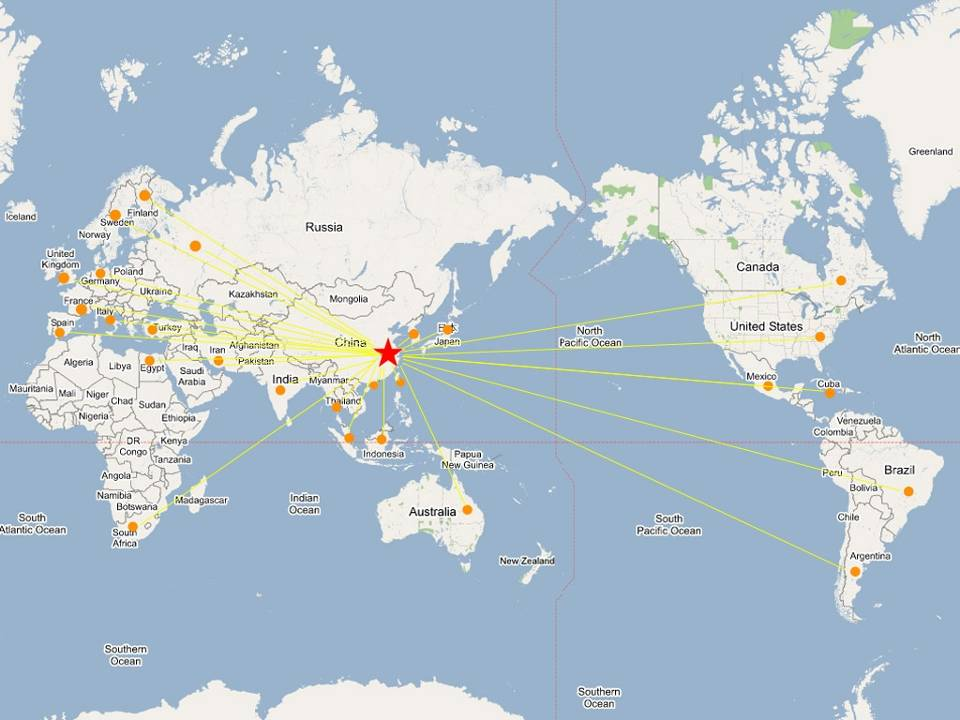 Greenland
Iceland
Finland
Sweden
Norway
Russia
United
Kingdom
Poland
Germany
Ukraine
Kazakhstan
Mongolia
Canada
France
Italy
Spain
Turkey
China
Japan
North
Pacific Ocean
United States
North
Atlantic Ocean
Algeria
Libya
Egypt
Iraq
Iran
Afghanistan
Pakistan
Saudi
Arabia
India
Myanmar
Thailand
Mexico
Cuba
Mauritania
Mali
Niger
Chad
Sudan
Nigeria
Ethiopia
Venezuela
Colombia
DR
Congo
Kenya
Tanzania
Indonesia
Papua
New Guinea
Peru
Brazil
Bolivia
Angola
Namibia
Botswana
Madagascar
Indian
Ocean
Australia
Chile
South
Atlantic Ocean
South
Africa
South
Pacific Ocean
New Zealand
Argentina
Southern
Ocean
Southern
Ocean